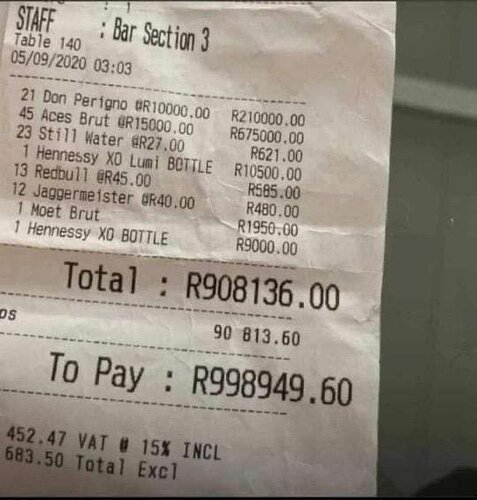 STAFF : Bar Section 3
Table 140
05/09/2020 03:03
21 Don Perigno @R10000.00 R210000.00
45 Aces Brut @R15000.00 R675000.00
23 Still Water @R27.00 R621.00
1 Hennessy XO Lumi BOTTLE R10500.00
13 Redbull @R45.00 R585.00
12 Jaggermeister @R40.00 R480.00
1 Moet Brut R1950.00
1 Hennessy XO BOTTLE R9000.00
Total : R908136.00
ps 90 813.60
To Pay : R998949.60
452.47 VAT @ 15% INCL
683.50 Total Excl